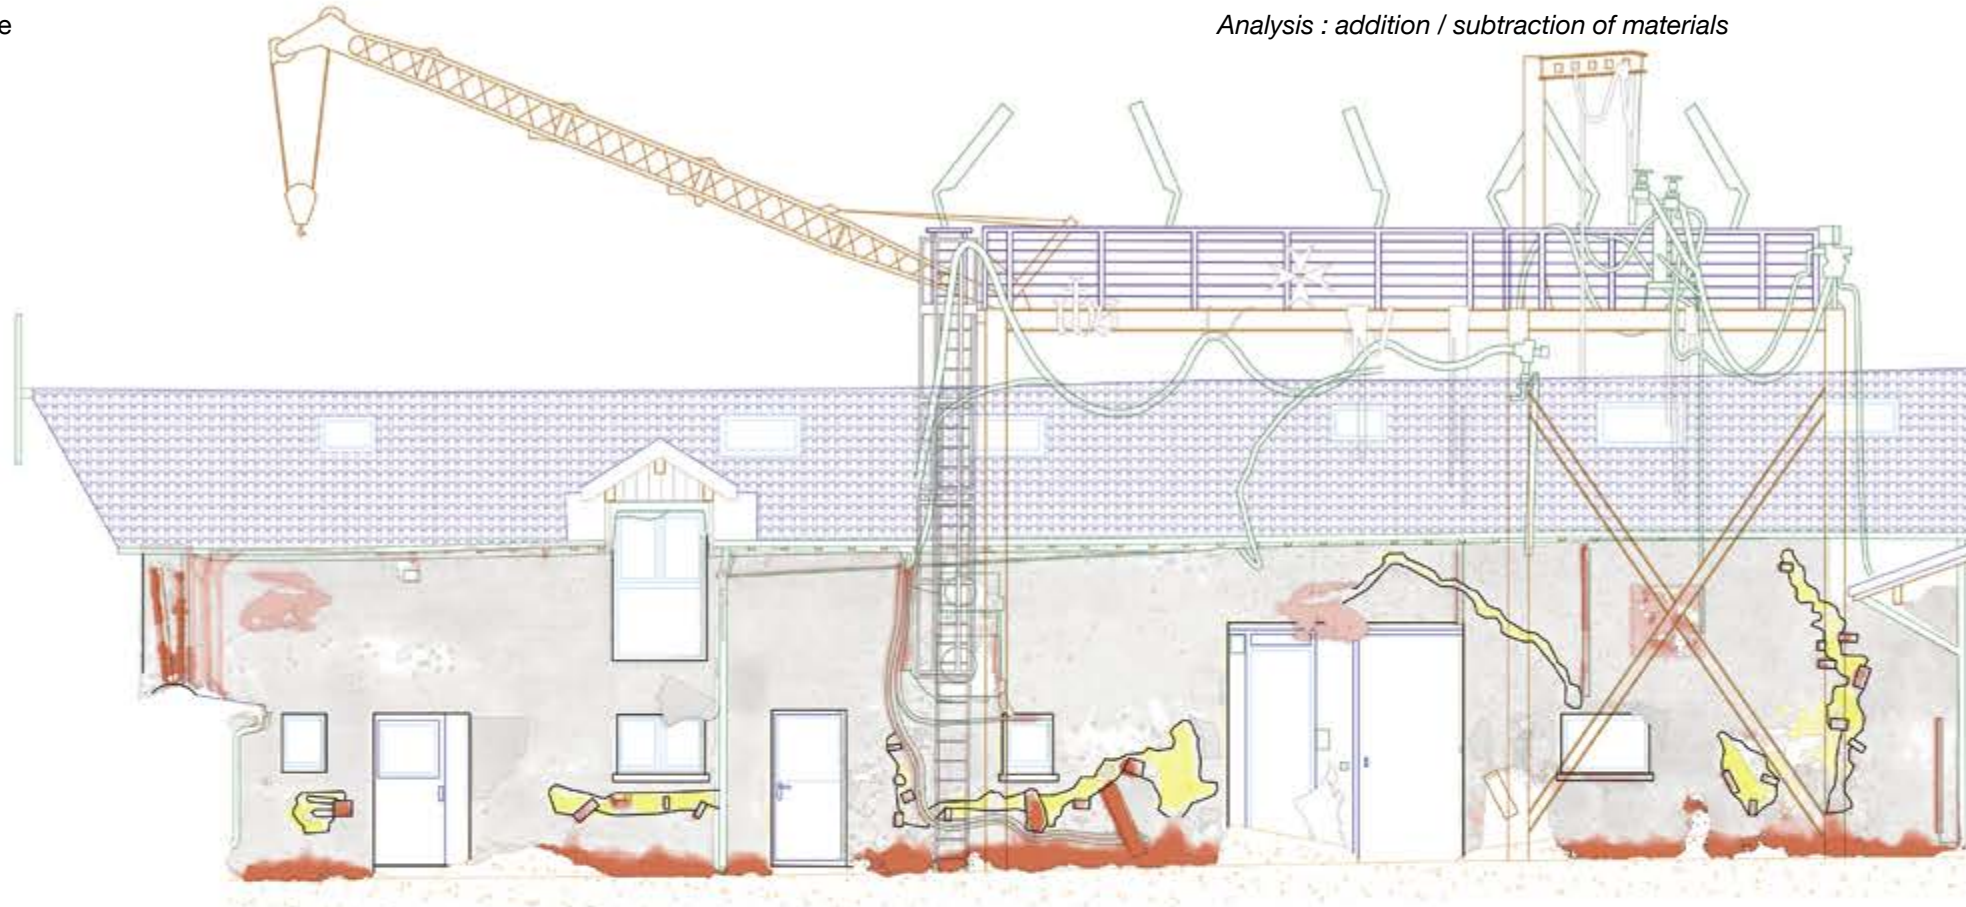 e
Analysis : addition / subtraction of materials